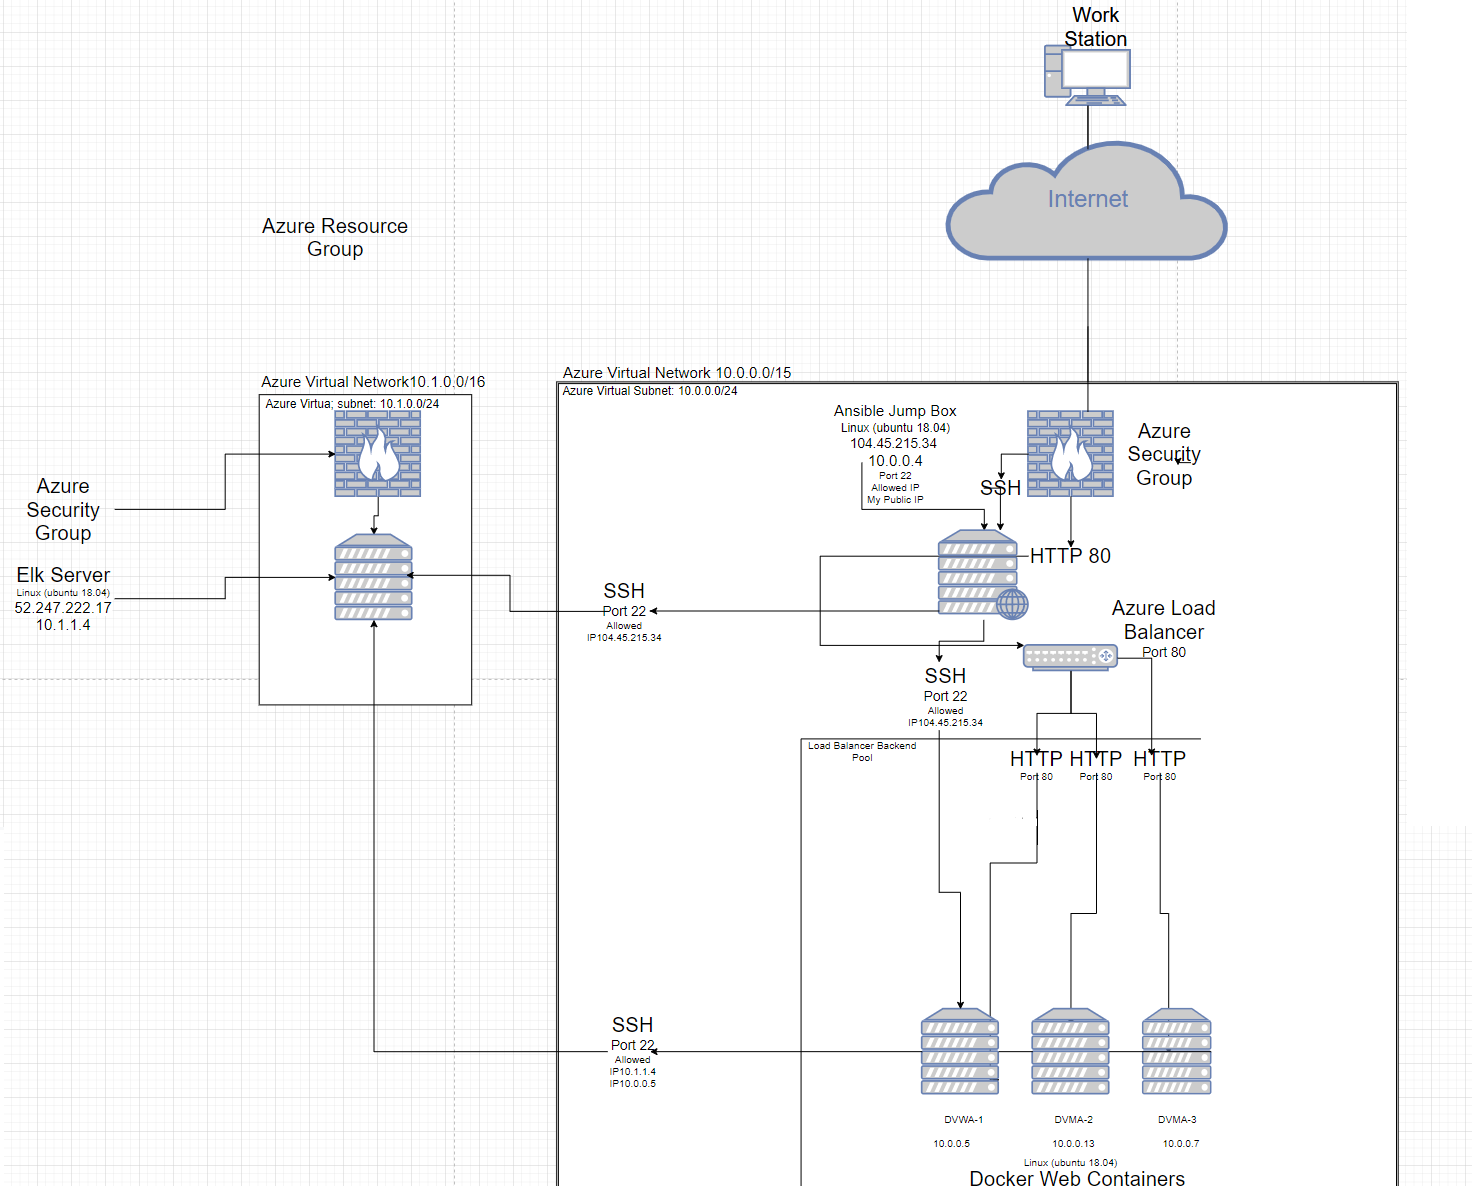 Work
Station
Internet
Azure Resource
Group
Azure Virtual Network10.1.0.0/16
Azure Virtua; subnet: 10.1.0.0/24
Azure
Security
Group
Elk Server
Linux (ubuntu 18.04)
52.247.222.17
10.1.1.4
Azure Virtual Network 10.0.0.0/15
Azure Virtual Subnet: 10.0.0.0/24
Ansible Jump Box
Linux (ubuntu 18.04)
104.45.215.34
10.0.0.4
Port 22
Allowed IP
My Public IP
SSH
Azure
Security
Group
HTTP 80
SSH
Port 22
Allowed
IP104.45.215.34
Azure Load
Balancer
Port 80
SSH
Port 22
Allowed
IP104.45.215.34
Load Balancer Backend
Pool
HTTP HTTP HTTP
Port 80 Port 80 Port 80
SSH
Port 22
Allowed
IP10.1.1.4
IP10.0.0.5
DVWA-1 DVMA-2 DVMA-3
10.0.0.5 10.0.0.13 10.0.0.7
Linux (ubuntu 18.04)
Docker Web Containers